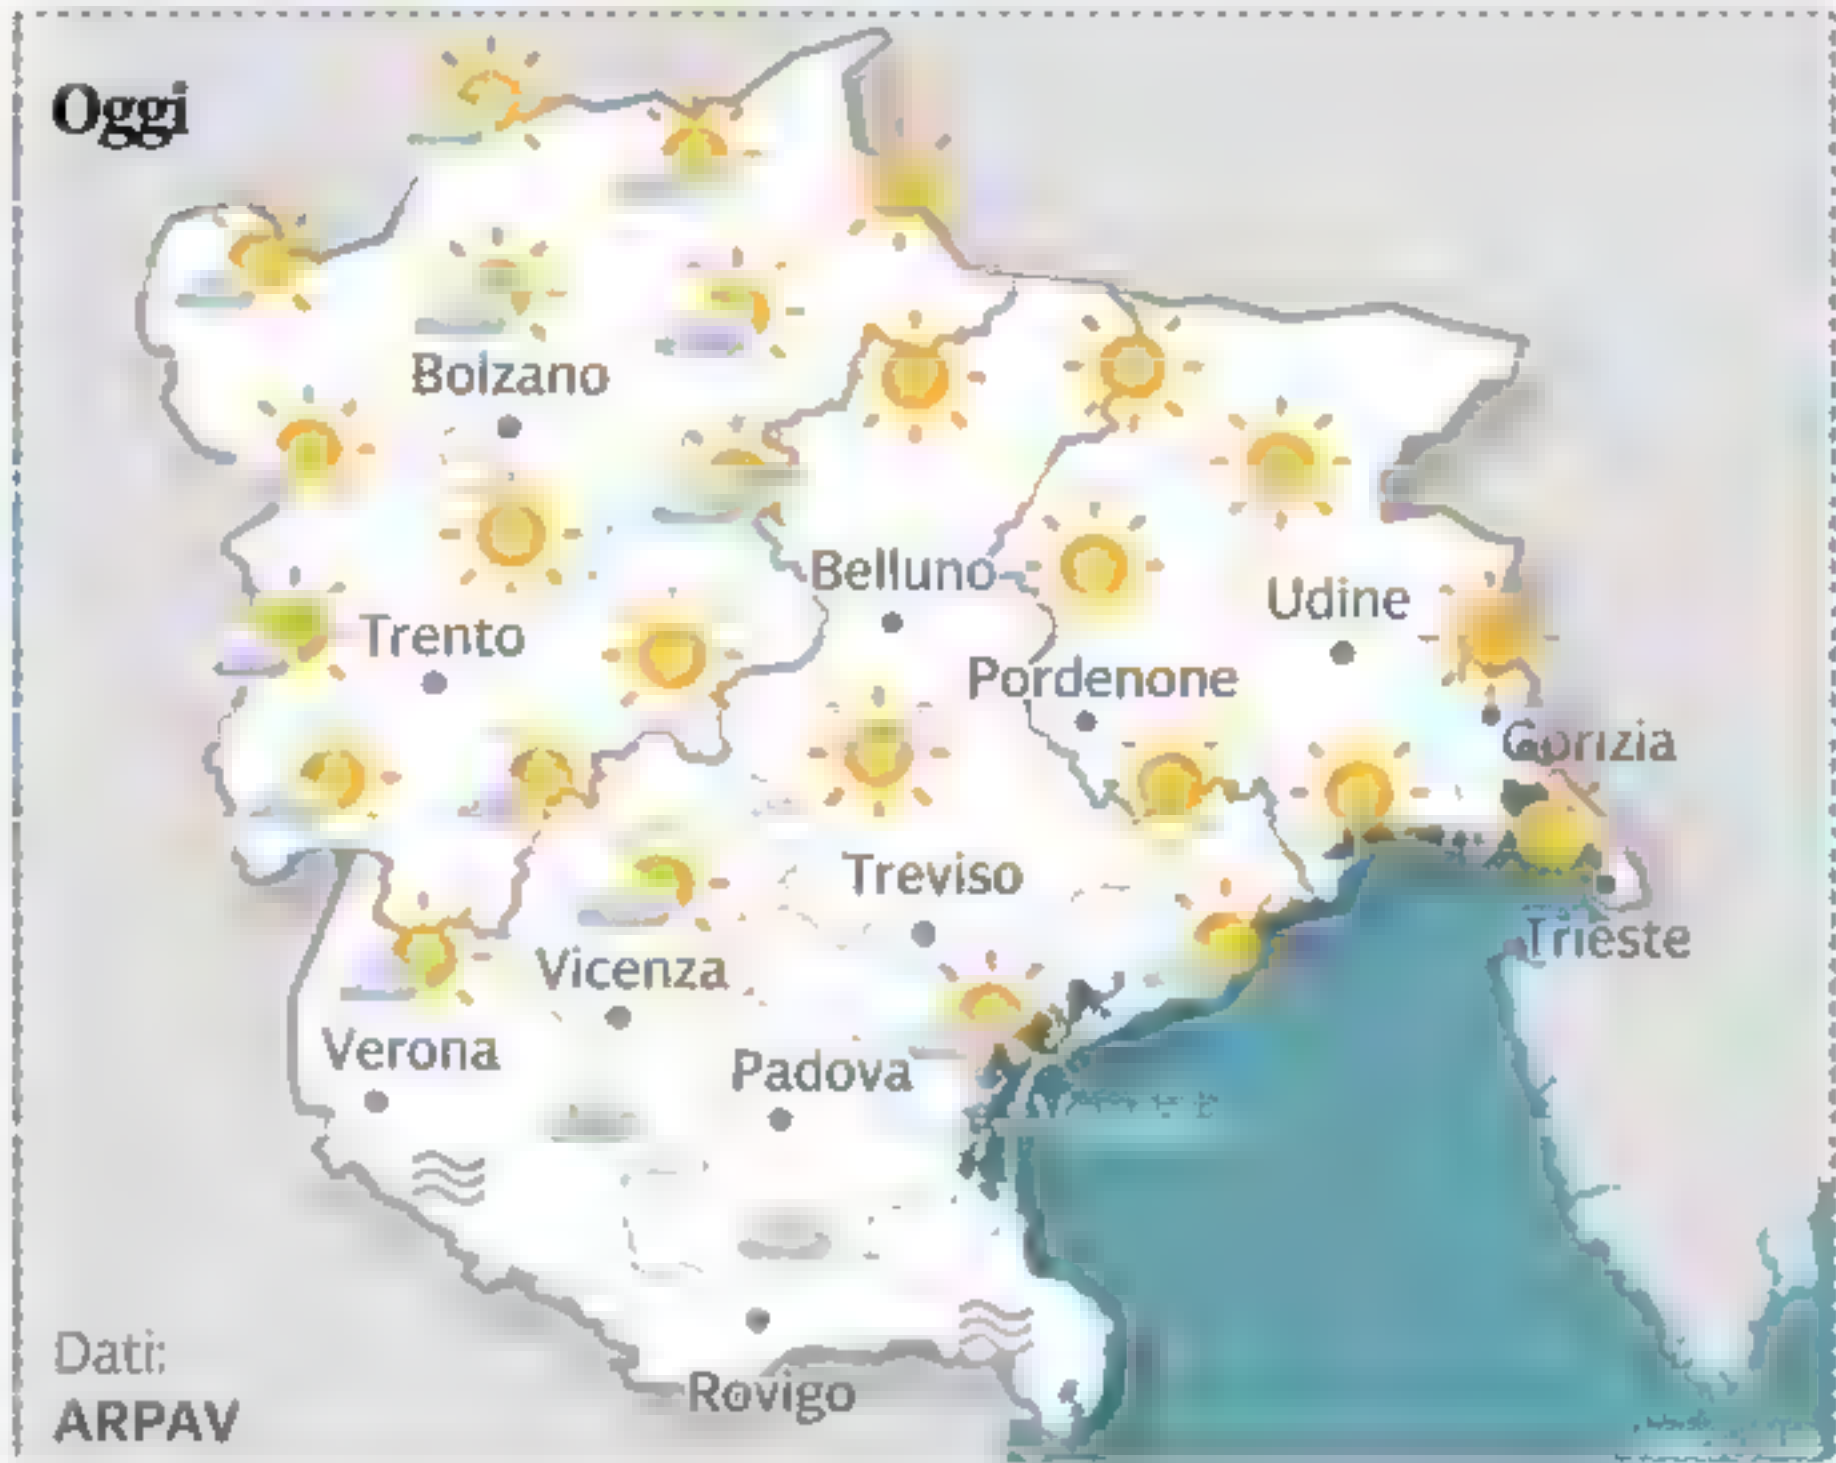 Oggi
Bolzano
Belluno
Udine
Trento
Pordenone
Gorizia
Treviso
Trieste
Vicenza
Verona
Padova
Dati:
ARPAV
Rovigo